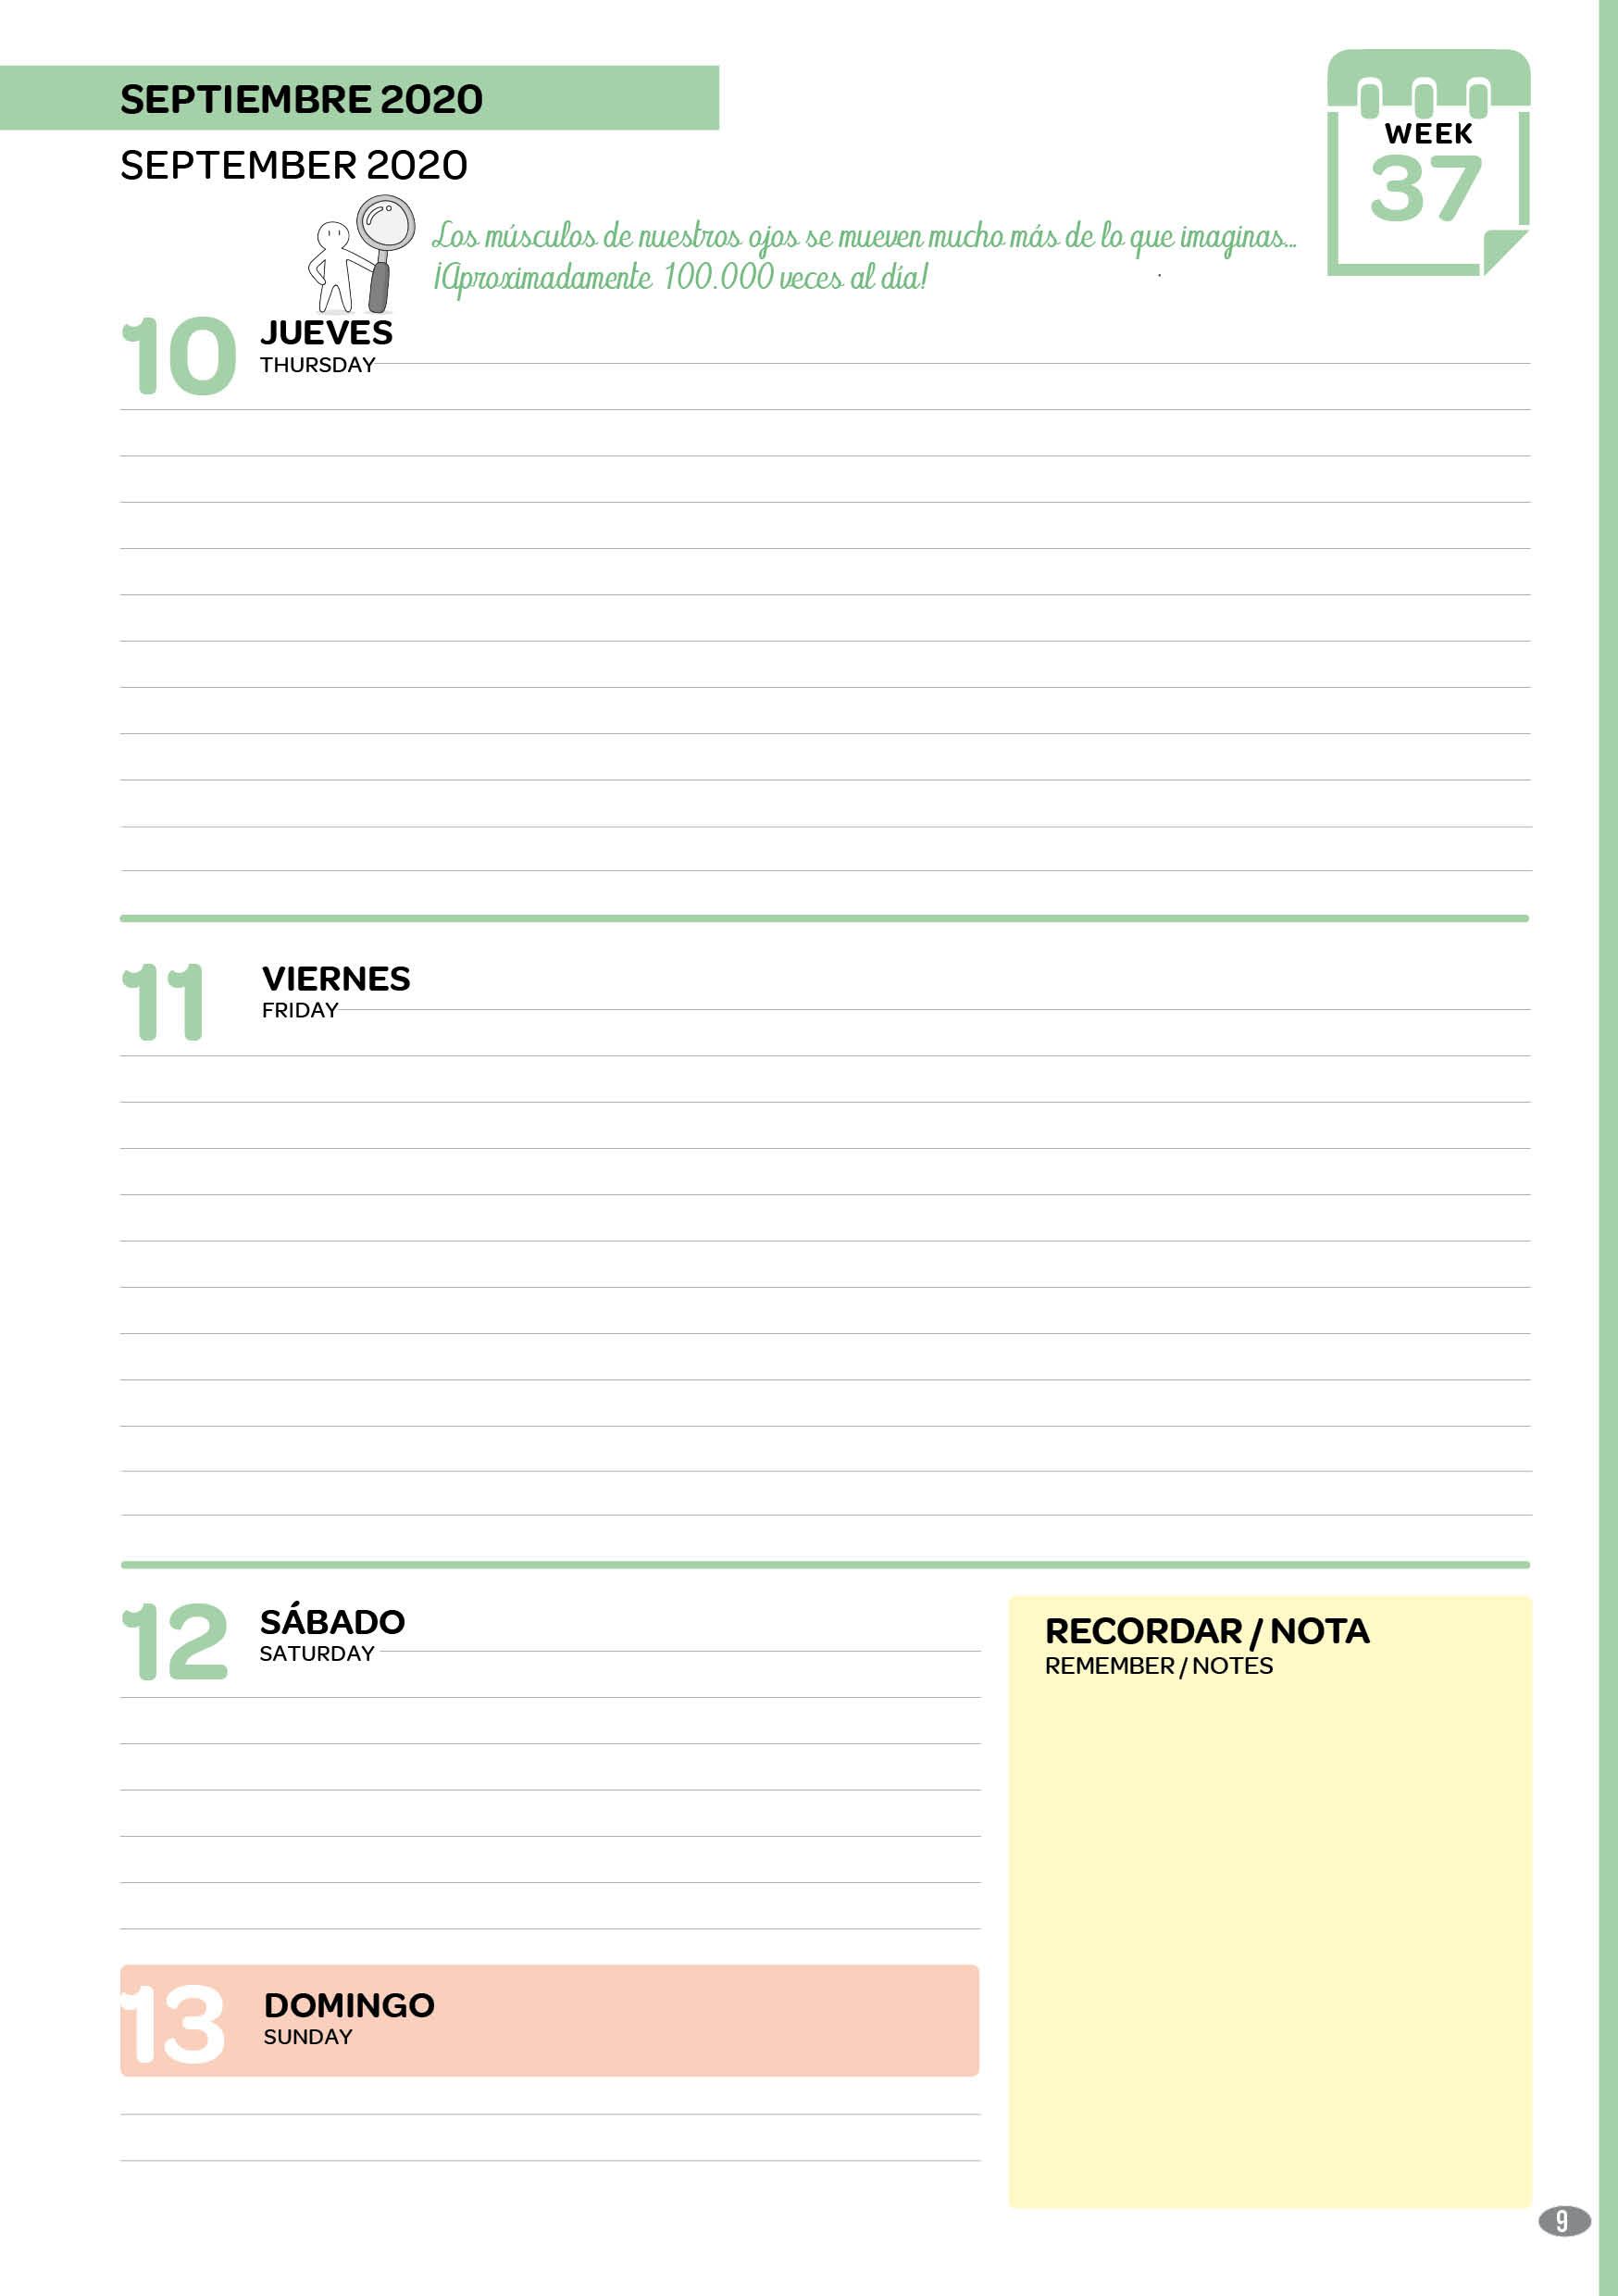 SEPTIEMBRE 2020
SEPTEMBER 2020
WEEK
37
Los músculos de nuestros ojos se mueven mucho más de lo que imaginas...
¡Aproximadamente 100.000 veces al día!
10 JUEVES
THURSDAY
11 VIERNES
FRIDAY
12 SÁBADO
SATURDAY
RECORDAR / NOTA
REMEMBER / NOTES
13 DOMINGO
SUNDAY
9